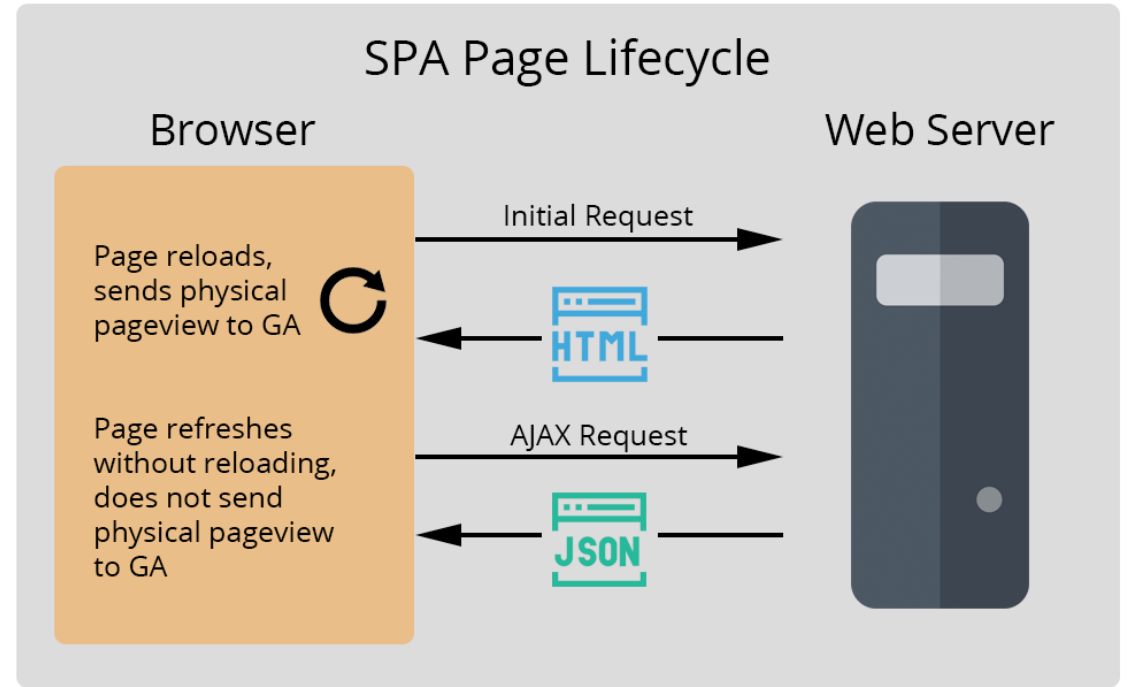 SPA Page Lifecycle
Browser
Web Server
Page reloads,
sends physical
pageview to GA
Initial Request
HTML
Page refreshes
without reloading,
does not send
physical pageview
to GA
AJAX Request
JSON